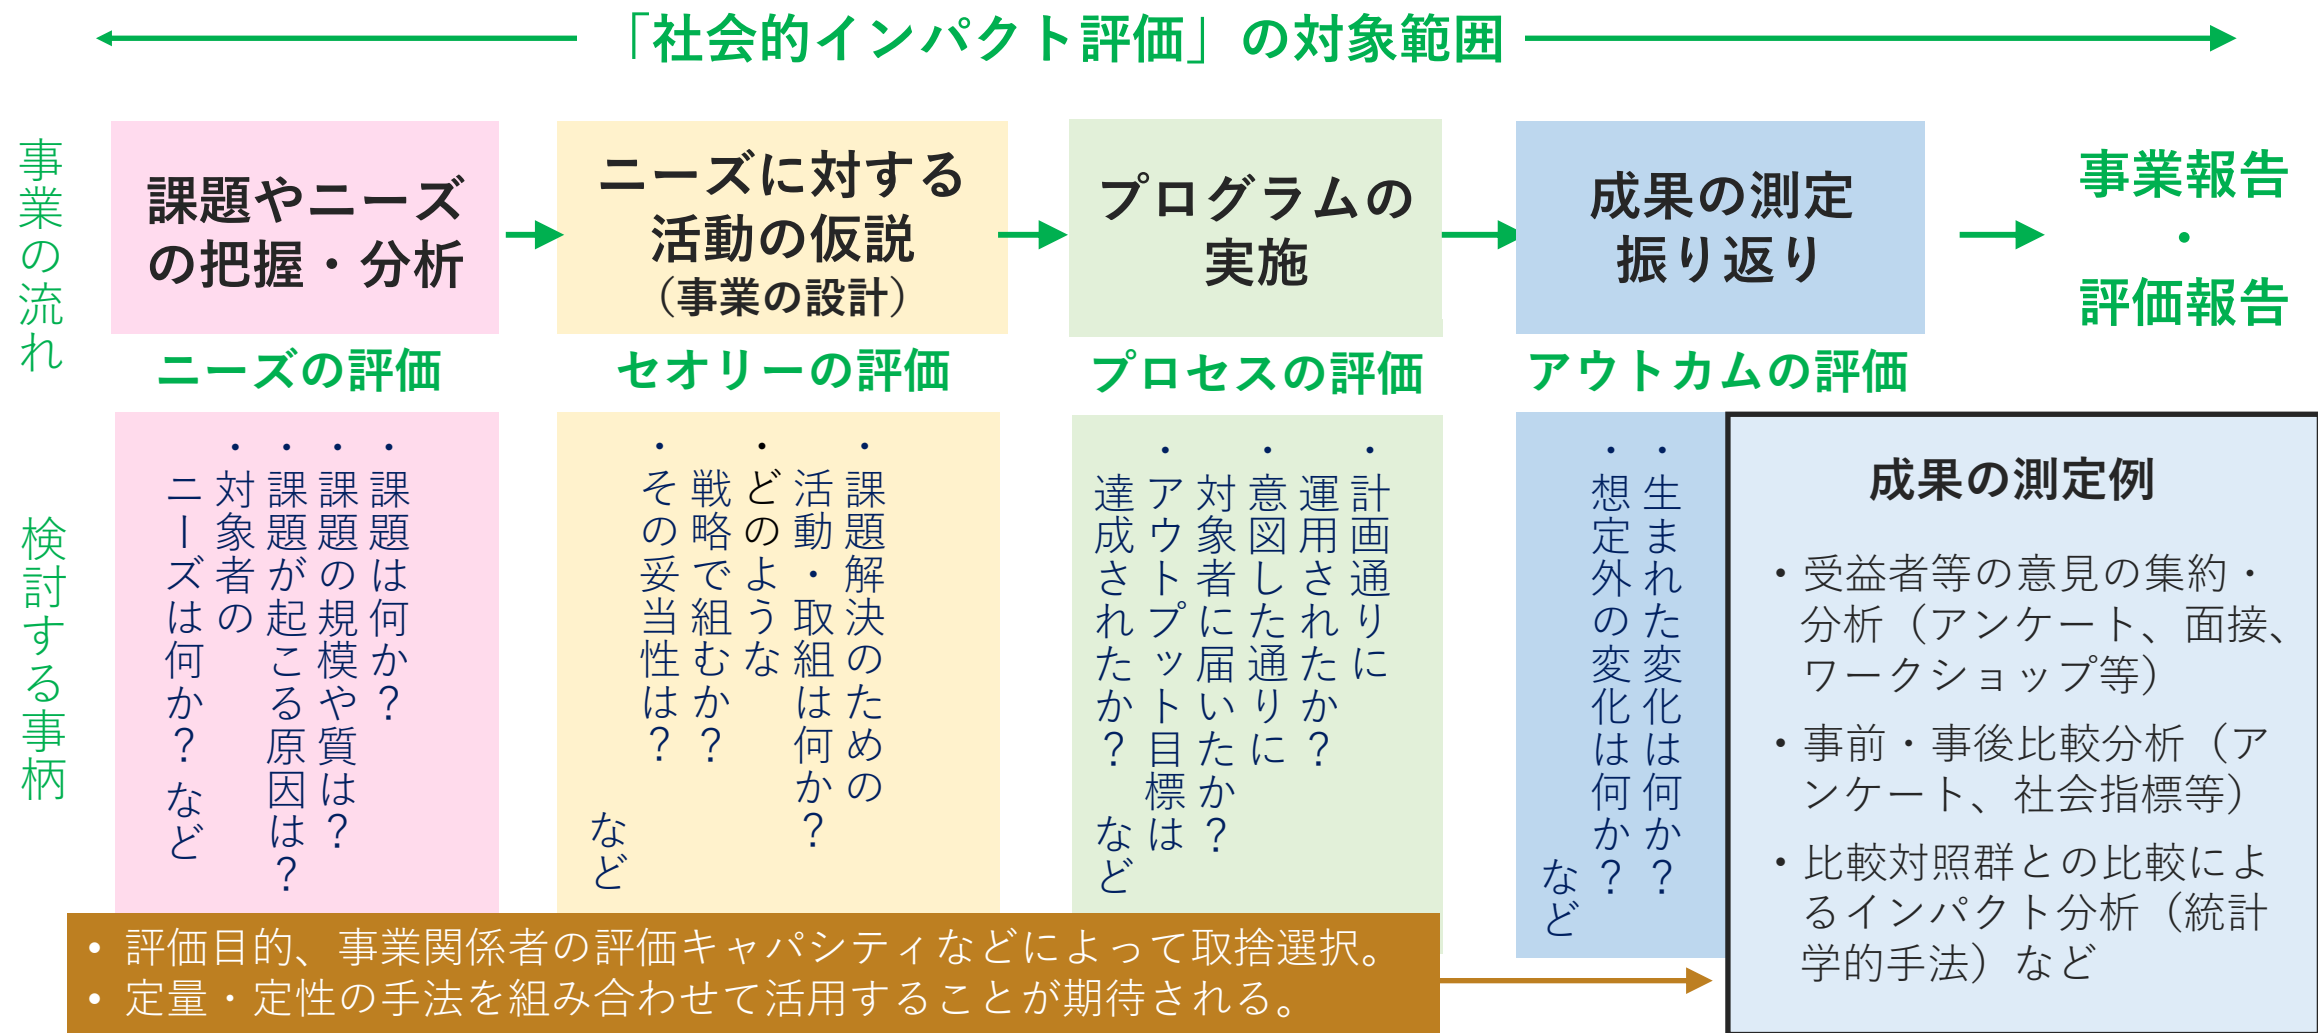 「社会的インパクト評価」の対象範囲
事業の流れ
課題やニーズ
の把握・分析
ニーズに対する
活動の仮説
（事業の設計）
プログラムの
実施
成果の測定
振り返り
事業報告
・
評価報告
ニーズの評価
セオリーの評価
プロセスの評価
アウトカムの評価
検討する事柄
・課題は何か？
・課題の規模や質は？
・課題が起こる原因は？
・対象者の
ニーズは何か？ など
・課題解決のための
活動・取組は何か？
・どのような
戦略で組むか？
・その妥当性は？
など
・計画通りに
運用されたか？
・意図した通りに
対象者に届いたか？
・アウトプット目標は
達成されたか？ など
・生まれた変化は何か？
・想定外の変化は何か？
など
成果の測定例
・受益者等の意見の集約・
分析（アンケート、面接、
ワークショップ等）
・事前・事後比較分析（ア
ンケート、社会指標等）
・比較対照群との比較によ
るインパクト分析（統計
学的手法）など
• 評価目的、事業関係者の評価キャパシティなどによって取捨選択。
• 定量・定性の手法を組み合わせて活用することが期待される。